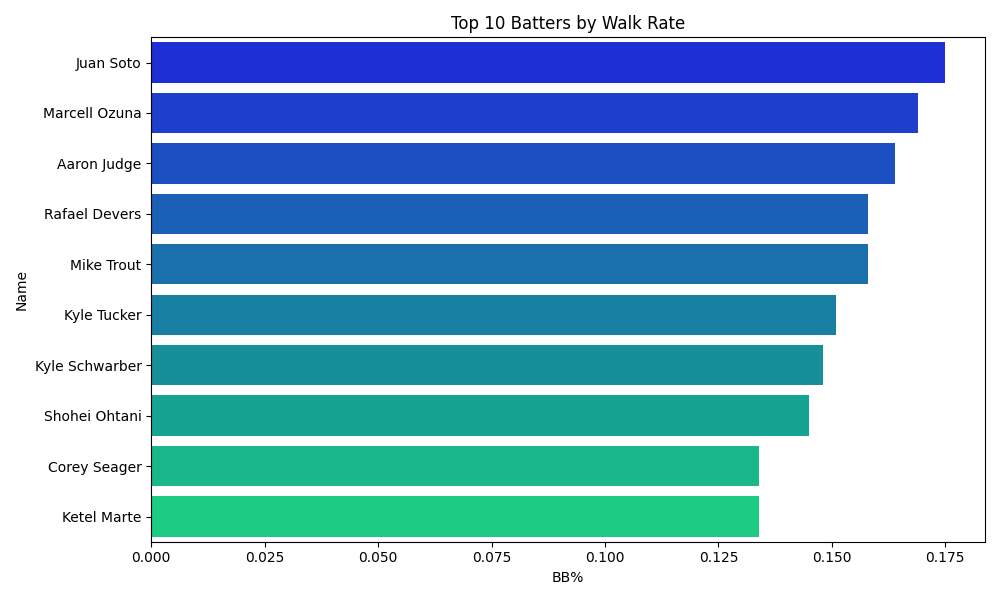 Top 10 Batters by Walk Rate
Name
Juan Soto
Marcell Ozuna
Aaron Judge
Rafael Devers
Mike Trout
Kyle Tucker
Kyle Schwarber
Shohei Ohtani
Corey Seager
Ketel Marte
0.000 0.025 0.050 0.075 0.100 0.125 0.150 0.175
BB%